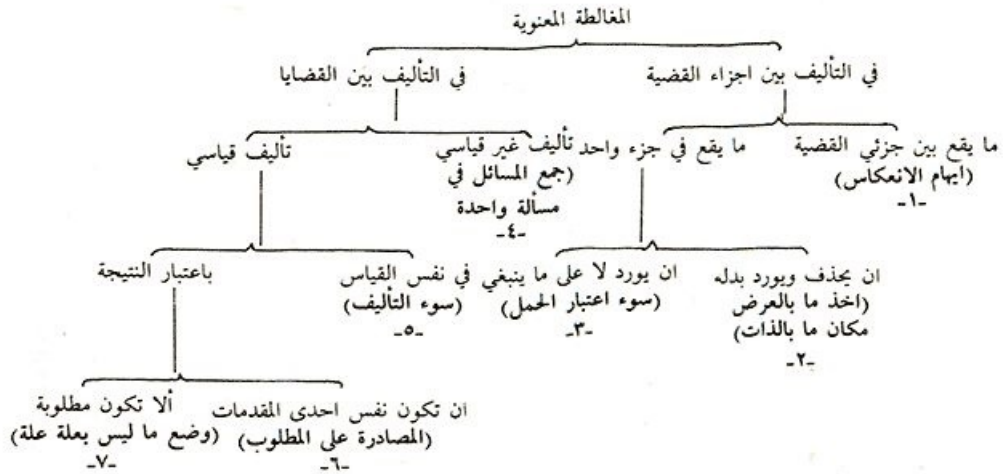 المغالطة المعنوية
في التأليف بين اجزاء القضية
في التأليف بين القضايا
ما يقع بين جزئي القضية
(ايهام الانعكاس)
-١-
ما يقع في جزء واحد
تأليف غير قياسي
(جمع المسائل في
مسألة واحدة
-٤-
تأليف قياسي
ان يحذف ويورد بدله
(اخذ ما بالعرض
مكان ما بالذات)
-٢-
ان يورد لا على ما ينبغي
(سوء اعتبار الحمل)
-٣-
في نفس القياس
(سوء التأليف)
-٥-
باعتبار النتيجة
ان تكون نفس احدى المقدمات
(المصادرة على المطلوب)
-٦-
ألا تكون مطلوبة
(وضع ما ليس بعلة علة)
-٧-